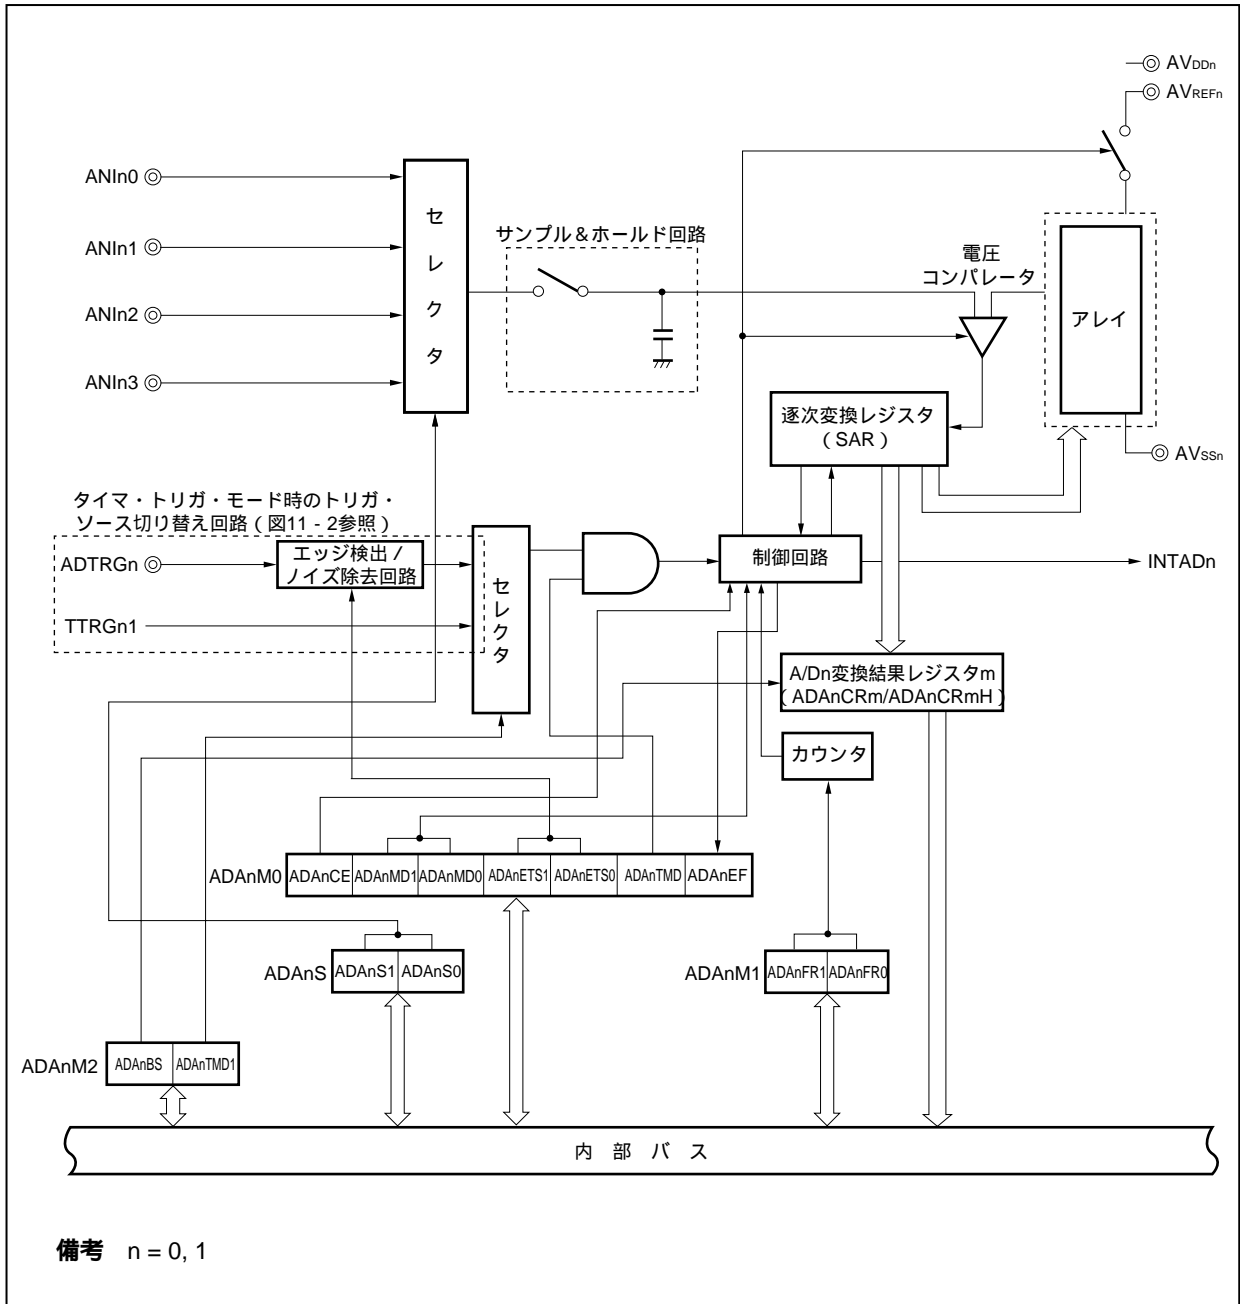 AVDDn
AVREFn
ANIn0
ANIn1
ANIn2
ANIn3
セレクタ
サンプル&ホールド回路
電圧
コンパレータ
アレイ
逐次変換レジスタ
(SAR)
AVSSn
タイマ・トリガ・モード時のトリガ・
ソース切り替え回路(図11-2参照)
ADTRGn
エッジ検出/
ノイズ除去回路
TTRGn1
セレクタ
制御回路
INTADn
A/Dn変換結果レジスタm
(ADAnCRm/ADAnCRmH)
カウンタ
ADAnM0 ADAnCE ADAnMD1 ADAnMD0 ADAnETS1 ADAnETS0 ADAnTMD ADAnEF
ADAnS ADAnS1 ADAnS0
ADAnM1 ADAnFR1 ADAnFR0
ADAnM2 ADAnBS ADAnTMD1
内 部 バ ス
備考 n = 0, 1